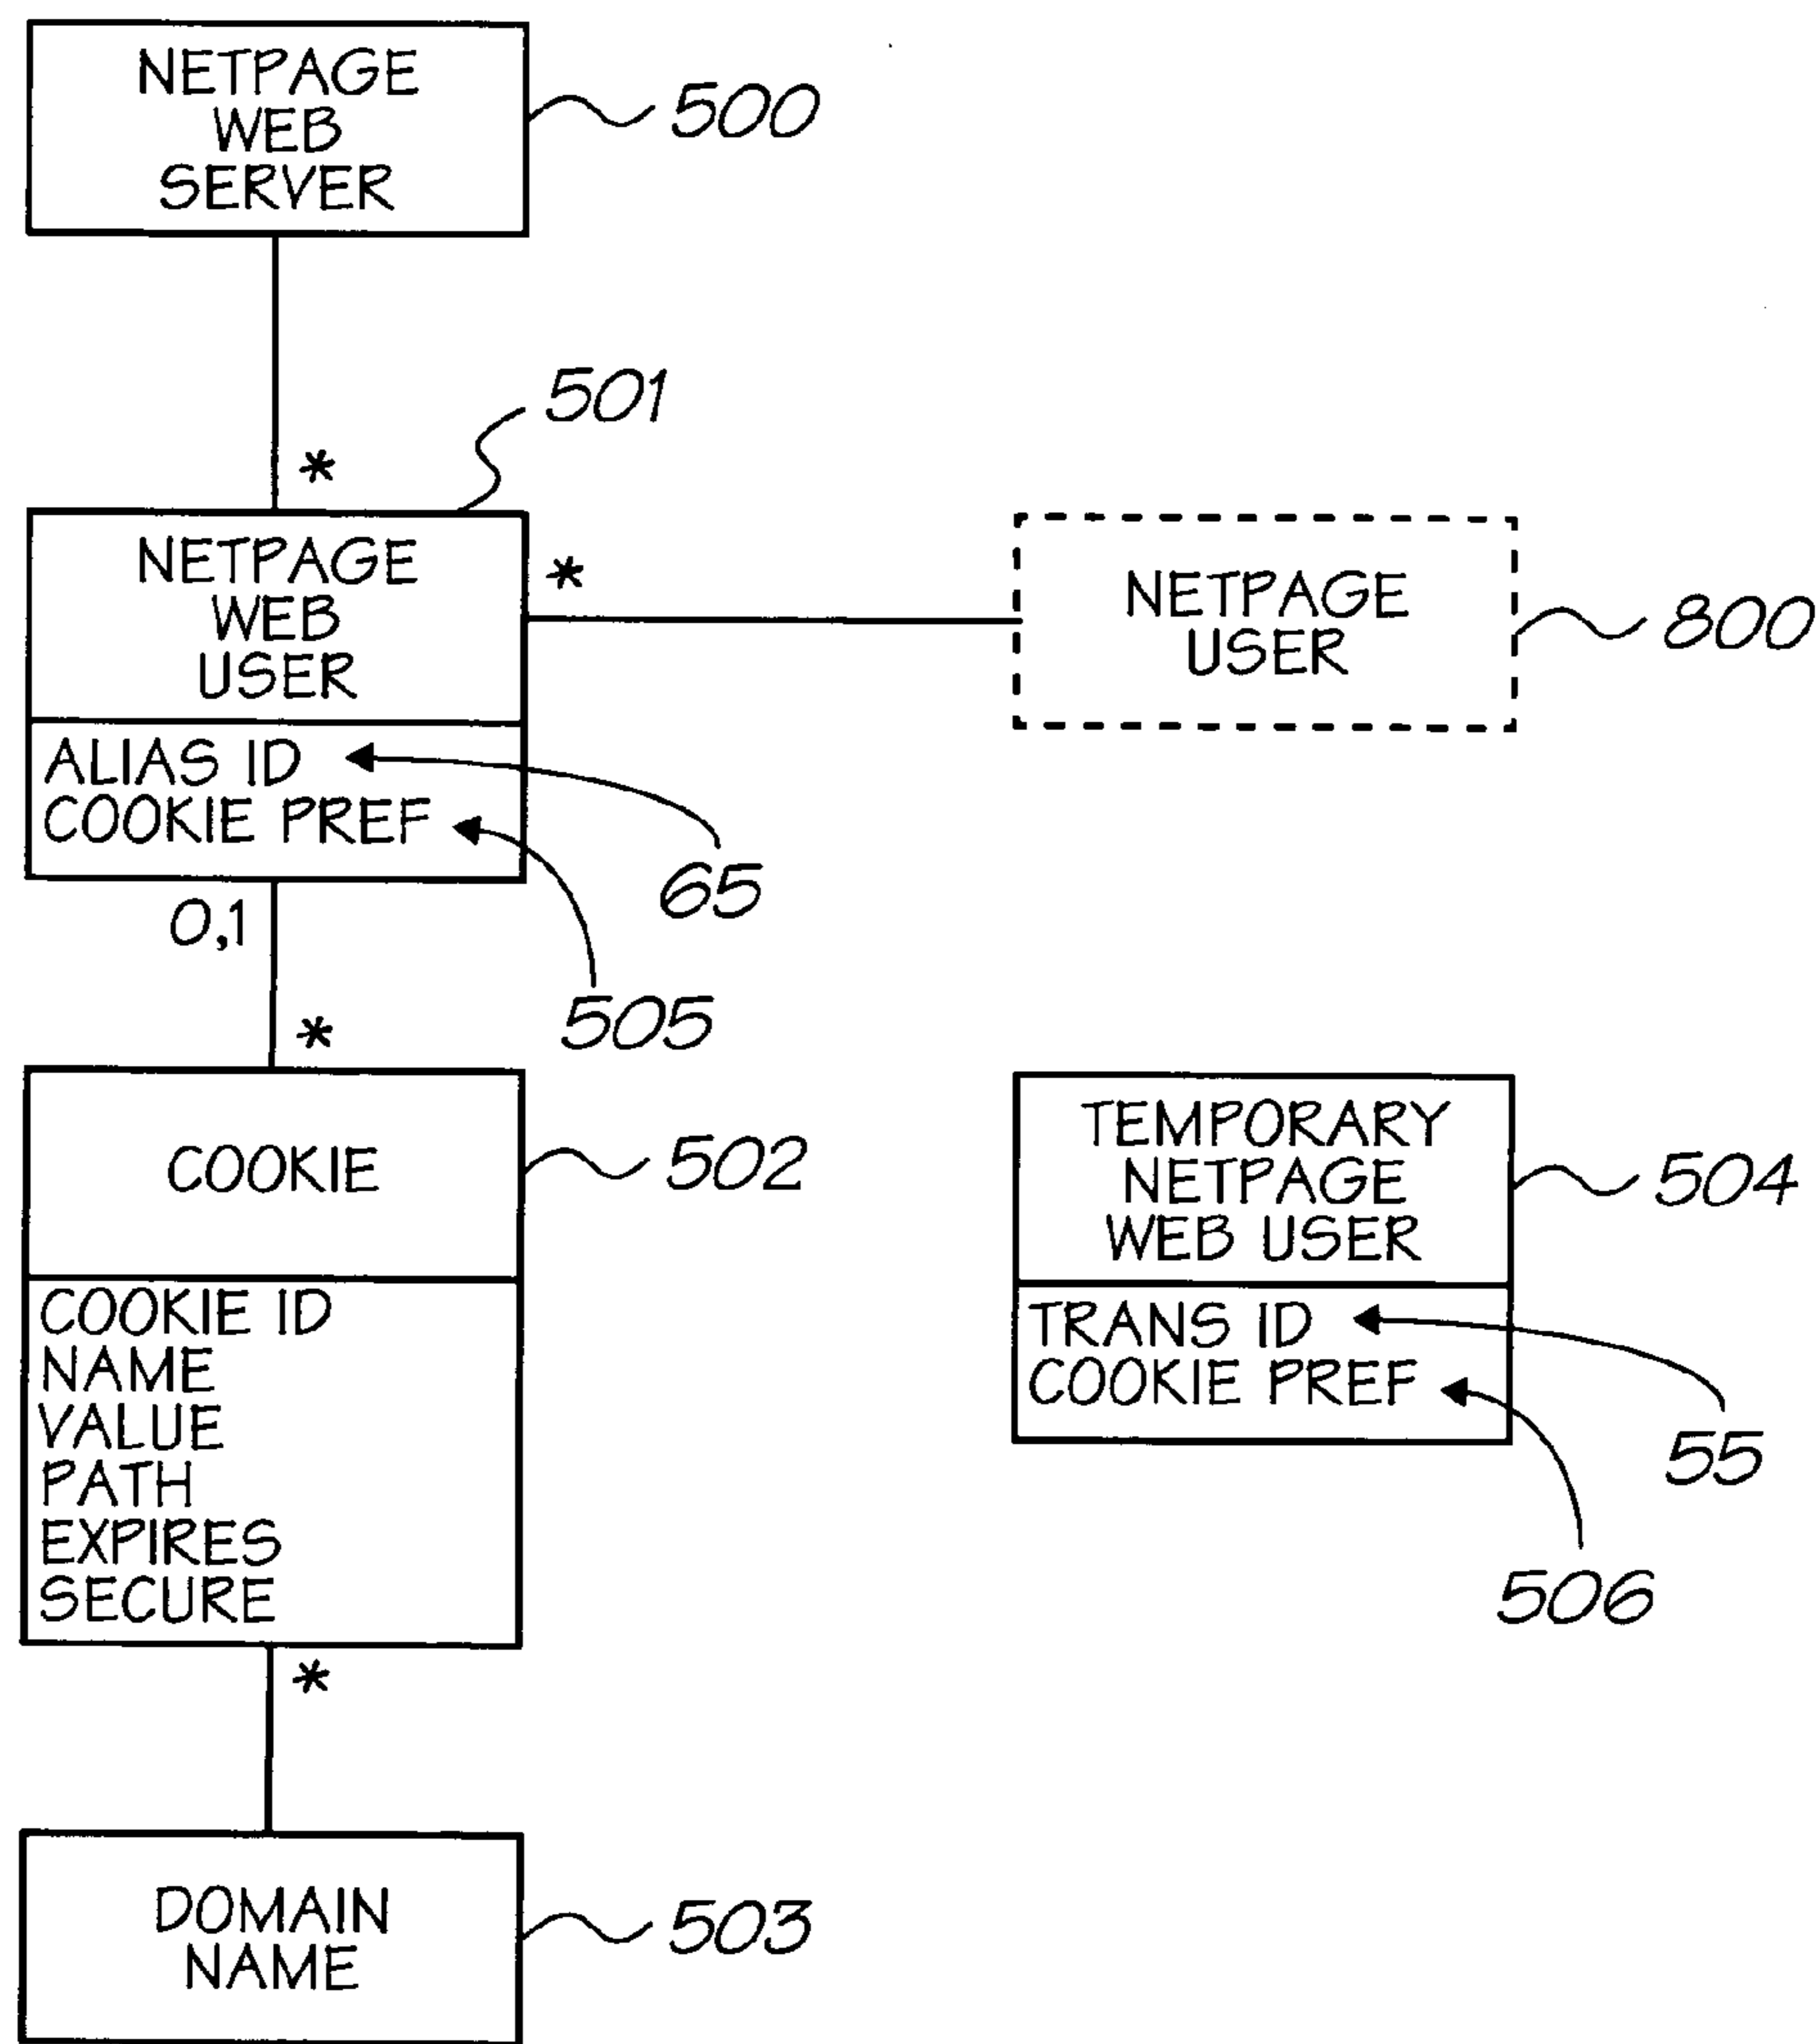 NETPAGE
WEB
SERVER
500
501
*
NETPAGE
WEB
USER
*
NETPAGE
USER
800
ALIAS ID
COOKIE PREF
65
0,1
505
*
COOKIE
502
COOKIE ID
NAME
VALUE
PATH
EXPIRES
SECURE
TEMPORARY
NETPAGE
WEB USER
504
TRANS ID
COOKIE PREF
55
506
*
DOMAIN
NAME
503